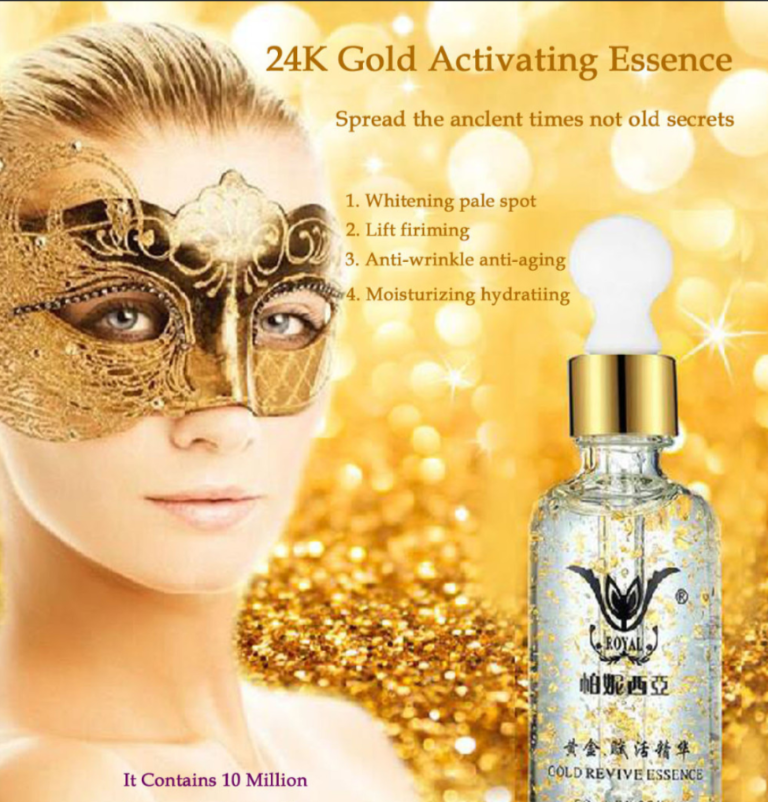 24K Gold Activating Essence
Spread the anclent times not old secrets
1. Whitening pale spot
2. Lift firiming
3. Anti-wrinkle anti-aging
4. Moisturizing hydratiing
®
ROYAL
帕妮西亞
黄金 赋活精华
GOLD REVIVE ESSENCE
It Contains 10 Million